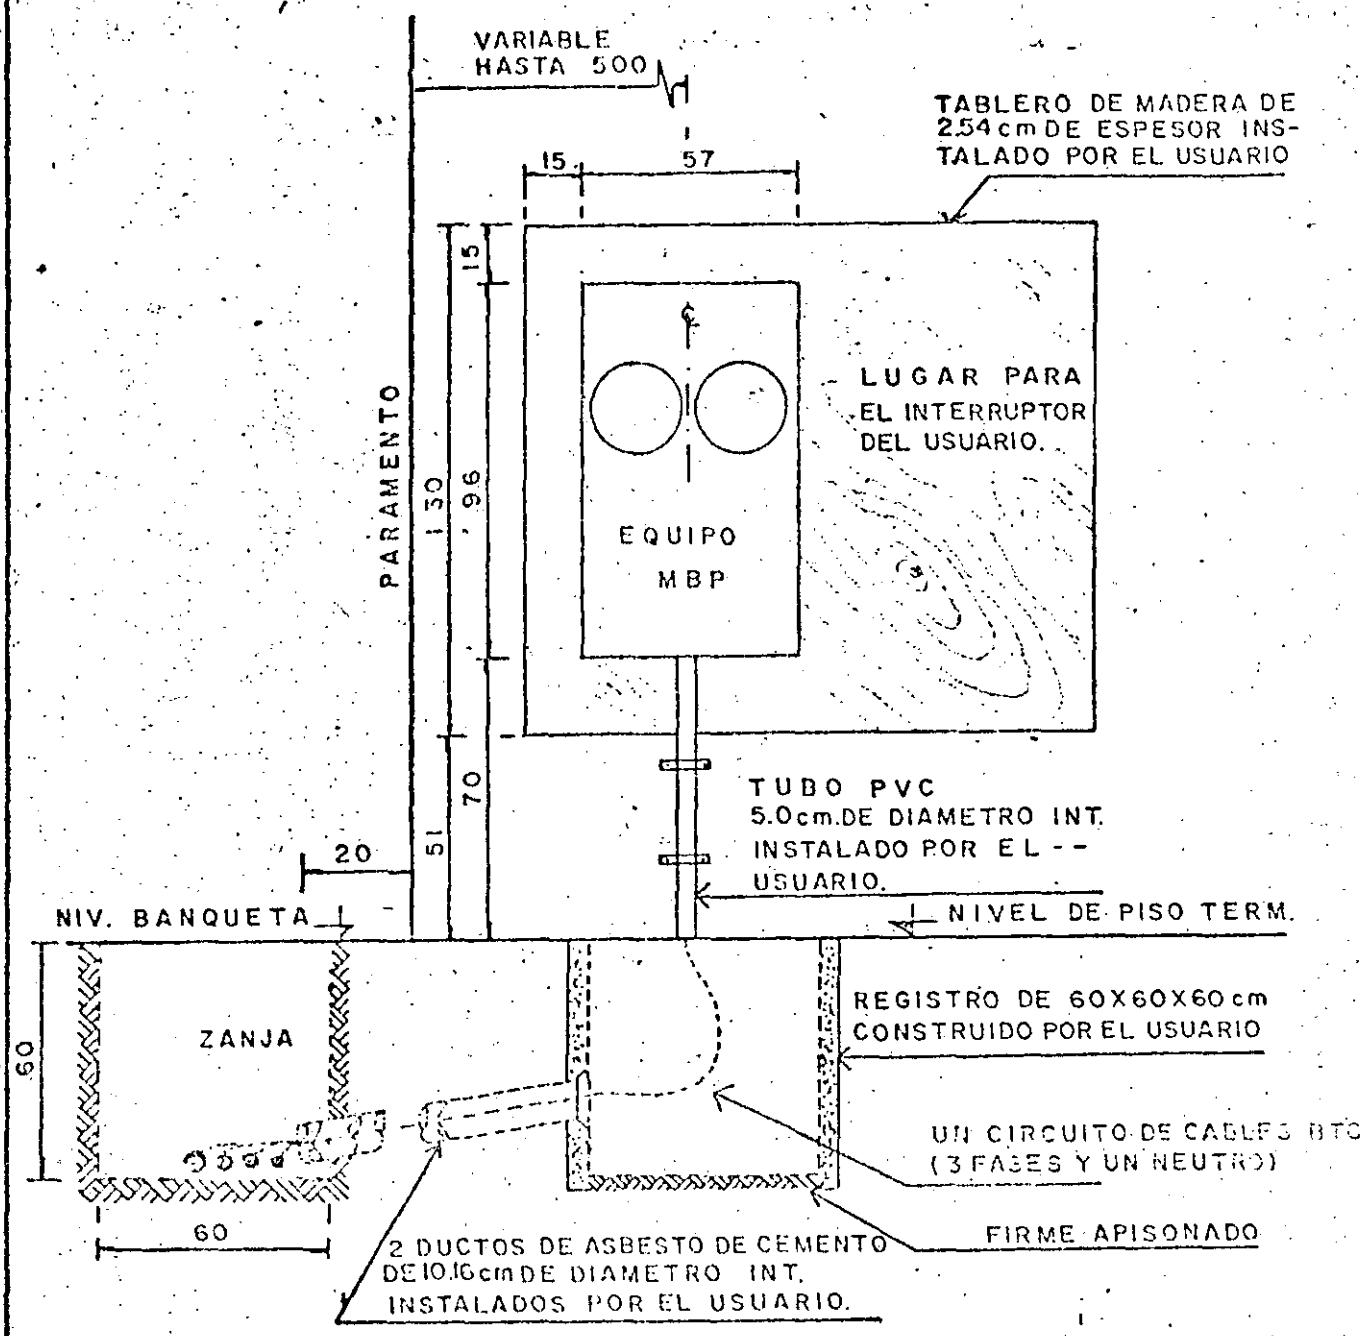 VARIABLE
HASTA 500
TABLERO DE MADERA DE
2.54 cm DE ESPESOR INS-
TALADO POR EL USUARIO
15
57
15
LUGAR PARA
EL INTERRUPTOR
DEL USUARIO.
PARAMENTO
130
96
EQUIPO
MBP
70
51
TUBO PVC
5.0 cm. DE DIAMETRO INT.
INSTALADO POR EL --
USUARIO.
20
NIV. BANQUETA
NIVEL DE PISO TERM.
60
ZANJA
REGISTRO DE 60X60X60 cm
CONSTRUIDO POR EL USUARIO
UN CIRCUITO DE CABLES BTC
(3 FASES Y UN NEUTRO)
60
FIRME APISONADO
2 DUCTOS DE ASBESTO DE CEMENTO
DE 10.16 cm DE DIAMETRO INT.
INSTALADOS POR EL USUARIO.